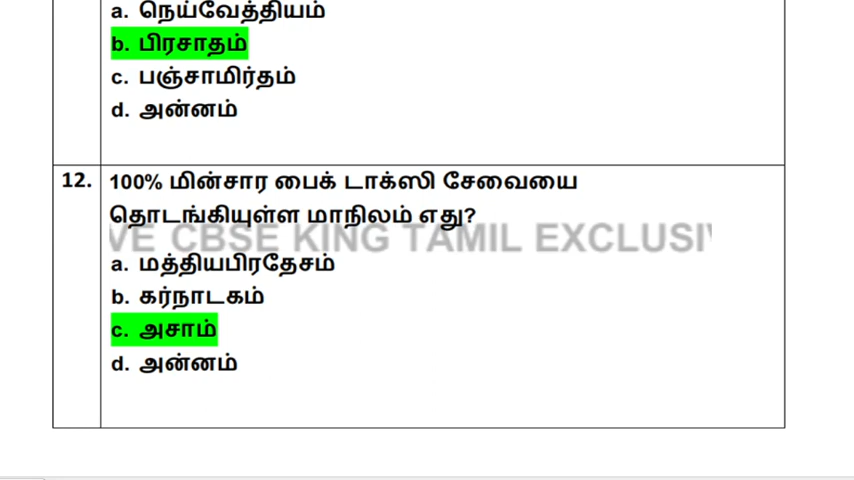 a. நெய்வேத்தியம்
b. பிரசாதம்
c. பஞ்சாமிர்தம்
d. அன்னம்
12. 100% மின்சார பைக் டாக்ஸி சேவையை
தொடங்கியுள்ள மாநிலம் எது?
VE CBSE KING TAMIL EXCLUSIV
a. மத்தியபிரதேசம்
b. கர்நாடகம்
c. அசாம்
d. அன்னம்